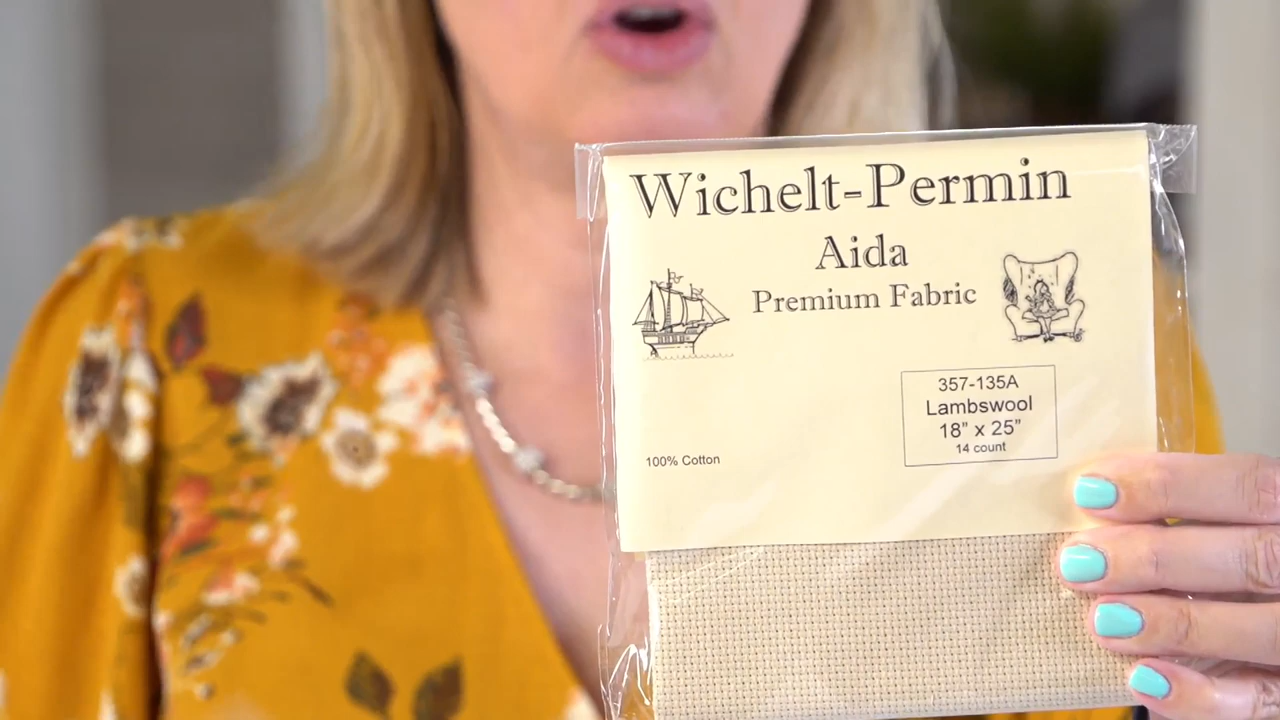 Wichelt-Permin
Aida
Premium Fabric
357-135A
Lambswool
18" x 25"
14 count
100% Cotton